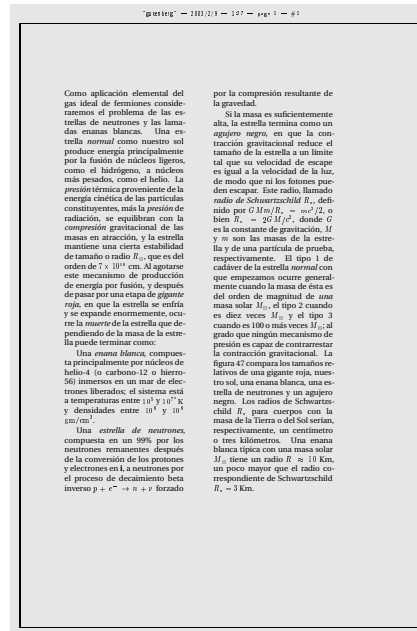 "gutenberg" — 2003/2/9 — 1:27 — page 1 — #1
Como aplicación elemental del
gas ideal de fermiones conside-
raremos el problema de las es-
trellas de neutrones y las llama-
das enanas blancas. Una es-
trella normal como nuestro sol
produce energía principalmente
por la fusión de núcleos ligeros,
como el hidrógeno, a núcleos
más pesados, como el helio. La
presión térmica proveniente de la
energía cinética de las partículas
constituyentes, más la presión de
radiación, se equilibran con la
compresión gravitacional de las
masas en atracción, y la estrella
mantiene una cierta estabilidad
de tamaño o radio R☉, que es del
orden de 7 × 10¹⁰ cm. Al agotarse
este mecanismo de producción
de energía por fusión, y después
de pasar por una etapa de gigante
roja, en que la estrella se enfría
y se expande enormemente, ocu-
rre la muerte de la estrella que de-
pendiendo de la masa de la estre-
lla puede terminar como:
Una enana blanca, compues-
ta principalmente por núcleos de
helio-4 (o carbono-12 o hierro-
56) inmersos en un mar de elec-
trones liberados; el sistema está
a temperaturas entre y K
y densidades entre 10⁶ y 10⁸
gm/cm³.
Una estrella de neutrones,
compuesta en un 99% por los
neutrones remanentes después
de la conversión de los protones
y electrones en i, a neutrones por
el proceso de decaimiento beta
inverso p + e⁻ → n + ν forzado
por la compresión resultante de
la gravedad.
Si la masa es suficientemente
alta, la estrella termina como un
agujero negro, en que la con-
tracción gravitacional reduce el
tamaño de la estrella a un límite
tal que su velocidad de escape
es igual a la velocidad de la luz,
de modo que ni los fotones pue-
den escapar. Este radio, llamado
radio de Schwartzschild Rₛ, defi-
nido por GMm/Rₛ = mc²/2, o
bien Rₛ = 2GM/c², donde G
es la constante de gravitación, M
y m son las masas de la estre-
lla y de una partícula de prueba,
respectivamente. El tipo 1 de
cadáver de la estrella normal con
que empezamos ocurre general-
mente cuando la masa de ésta es
del orden de magnitud de una
masa solar M☉, el tipo 2 cuando
es diez veces M☉ y el tipo 3
cuando es 100 o más veces M☉; al
grado que ningún mecanismo de
presión es capaz de contrarrestar
la contracción gravitacional. La
figura 47 compara los tamaños re-
lativos de una gigante roja, nues-
tro sol, una enana blanca, una es-
trella de neutrones y un agujero
negro. Los radios de Schwartzs-
child Rₛ para cuerpos con la
masa de la Tierra o del Sol serían,
respectivamente, un centímetro
o tres kilómetros. Una enana
blanca típica con una masa solar
M☉ tiene un radio R ≈ 10 Km,
un poco mayor que el radio co-
rrespondiente de Schwartzschild
Rₛ = 3 Km.